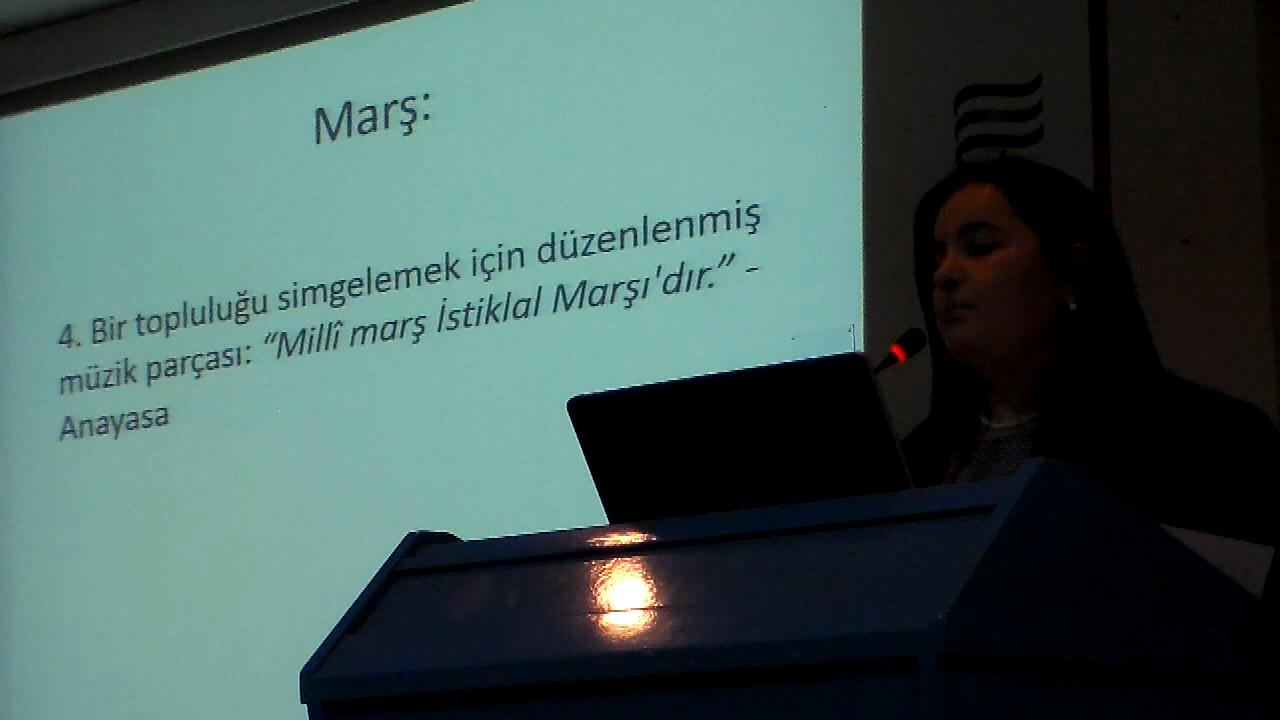 Marş:
4. Bir topluluğu simgelemek için düzenlenmiş
müzik parçası: “Millî marş İstiklal Marşı'dır.” -
Anayasa